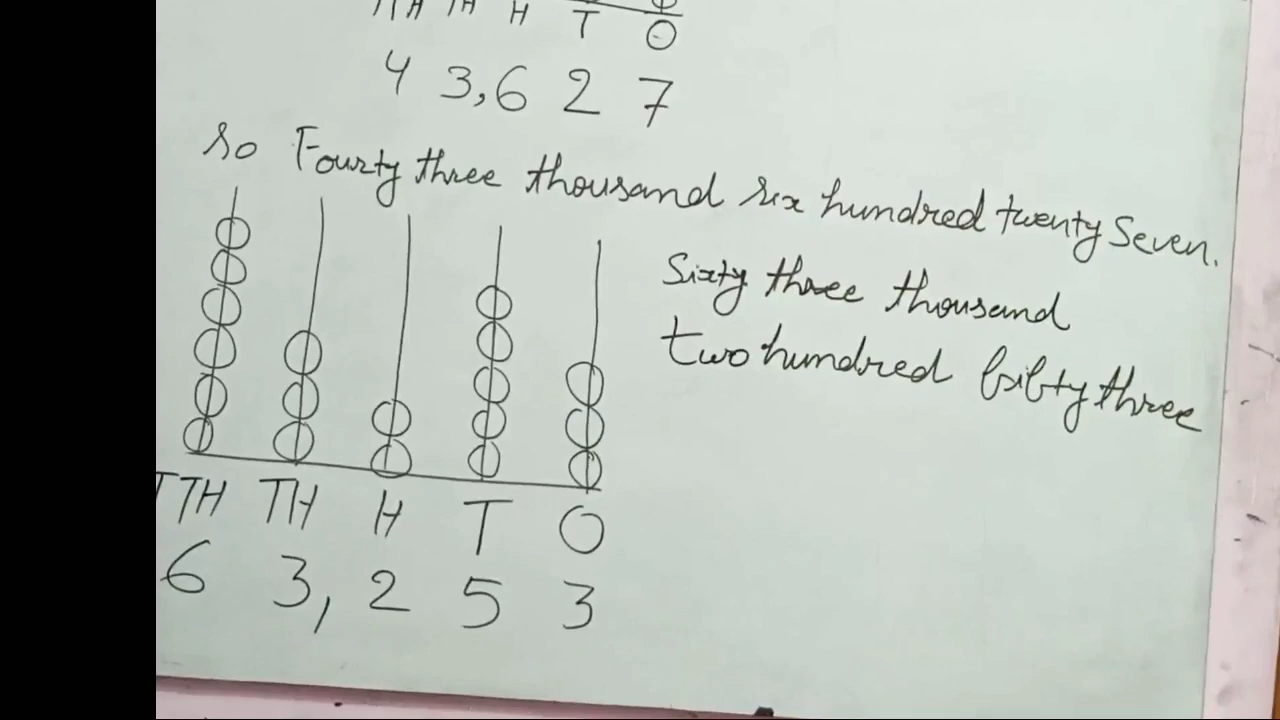 TTH TH H T O
4 3,6 2 7
so Fourty three thousand six hundred twenty Seven.
Sixty three thousand
two hundred fifty three
TTH TH H T O
6 3, 2 5 3